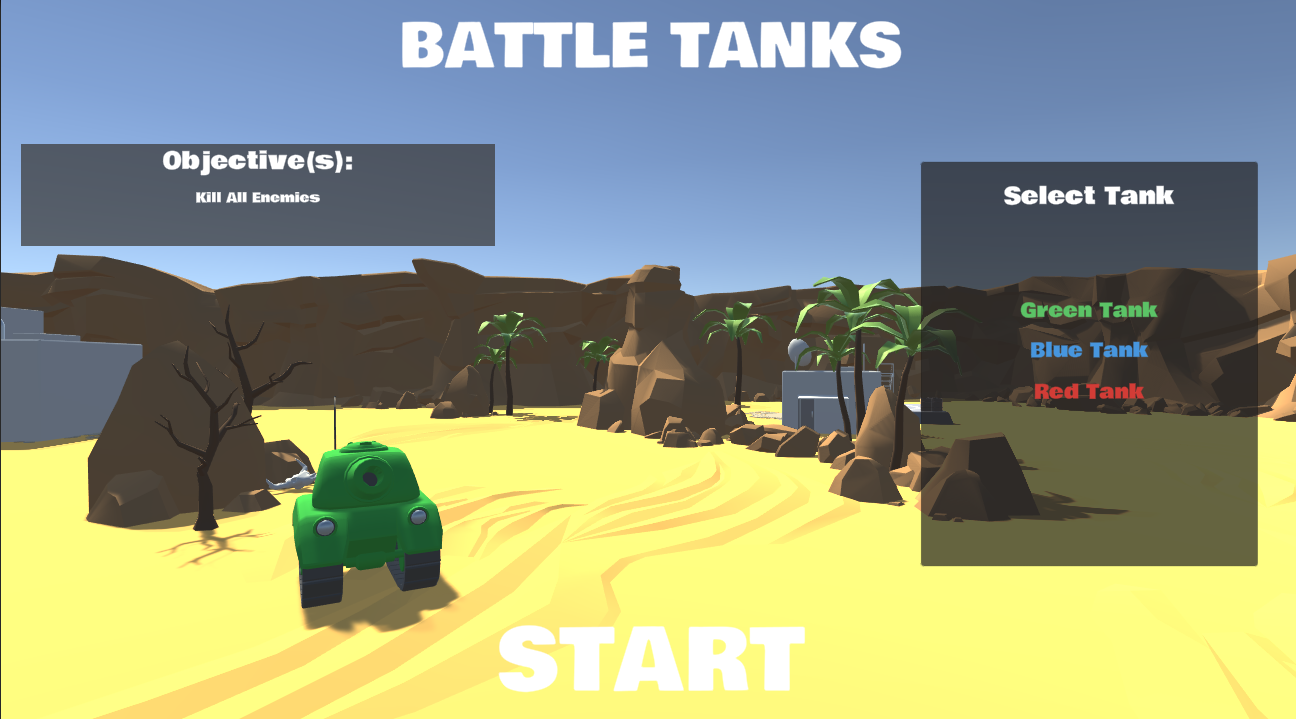 BATTLE TANKS
Objective(s):
Kill All Enemies
Select Tank
Green Tank
Blue Tank
Red Tank
START